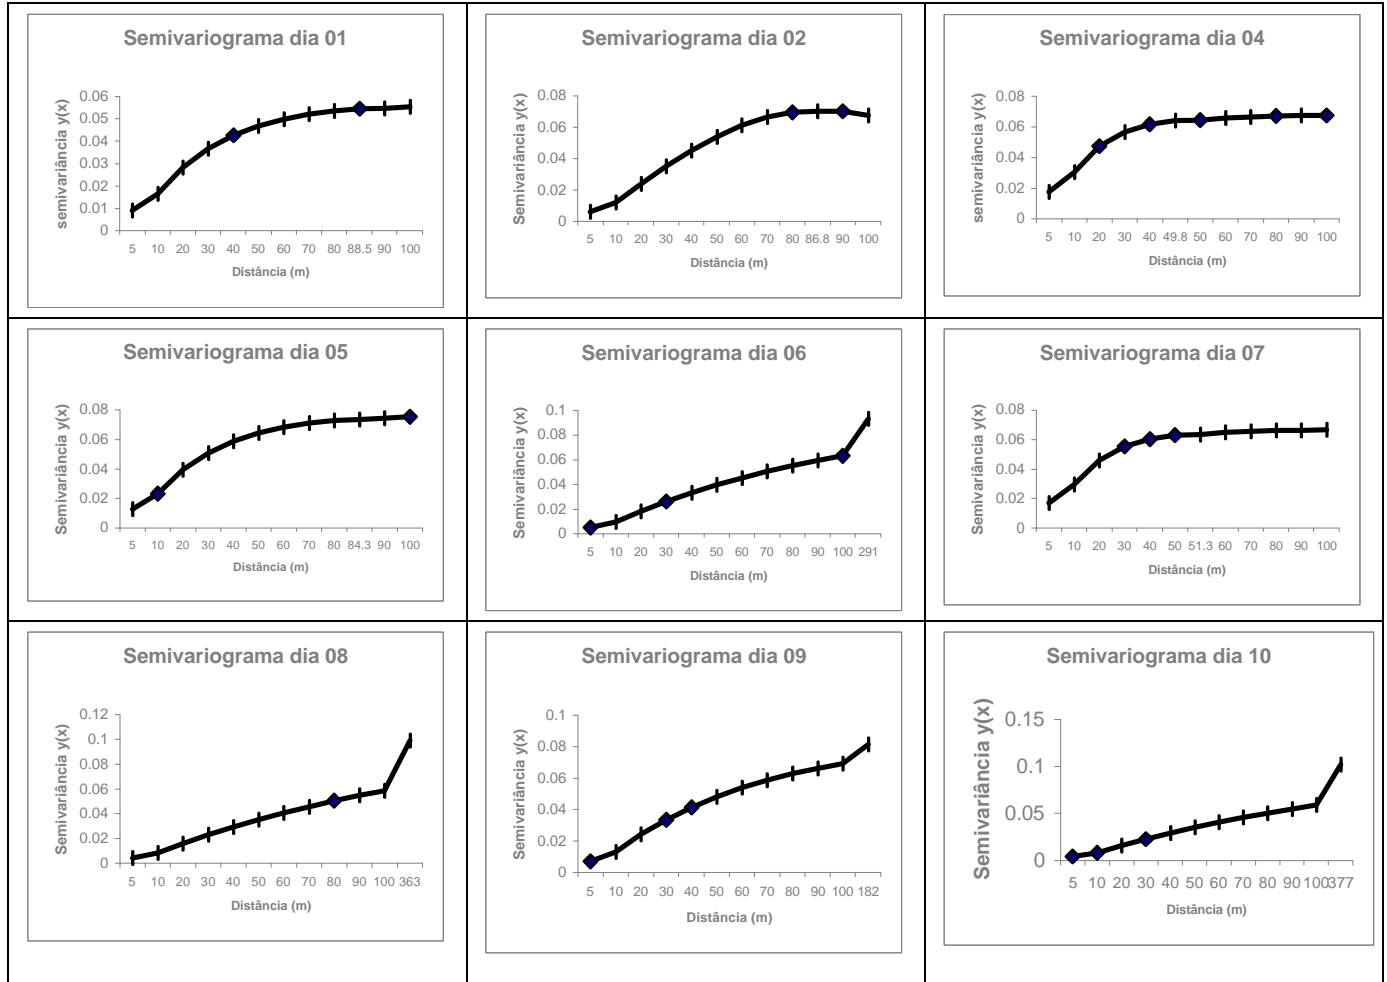 Semivariograma dia 01
semivariância y(x)
0.06
0.05
0.04
0.03
0.02
0.01
0
5 10 20 30 40 50 60 70 80 88.5 90 100
Distância (m)
Semivariograma dia 02
Semivariância y(x)
0.08
0.06
0.04
0.02
0
5 10 20 30 40 50 60 70 80 86.8 90 100
Distância (m)
Semivariograma dia 04
semivariância y(x)
0.08
0.06
0.04
0.02
0
5 10 20 30 40 49.8 50 60 70 80 90 100
Distância (m)
Semivariograma dia 05
Semivariância y(x)
0.08
0.06
0.04
0.02
0
5 10 20 30 40 50 60 70 80 84.3 90 100
Distância (m)
Semivariograma dia 06
Semivariância y(x)
0.1
0.08
0.06
0.04
0.02
0
5 10 20 30 40 50 60 70 80 90 100 291
Distância (m)
Semivariograma dia 07
Semivariância y(x)
0.08
0.06
0.04
0.02
0
5 10 20 30 40 50 51.3 60 70 80 90 100
Distância (m)
Semivariograma dia 08
Semivariância y(x)
0.12
0.1
0.08
0.06
0.04
0.02
0
5 10 20 30 40 50 60 70 80 90 100 363
Distância (m)
Semivariograma dia 09
Semivariância y(x)
0.1
0.08
0.06
0.04
0.02
0
5 10 20 30 40 50 60 70 80 90 100 182
Distância (m)
Semivariograma dia 10
Semivariância y(x)
0.15
0.1
0.05
0
5 10 20 30 40 50 60 70 80 90 100 377
Distância (m)